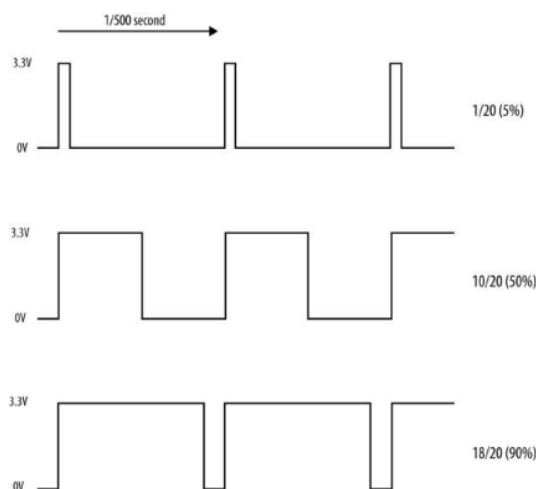 1/500 second
3.3V
1/20 (5%)
0V
3.3V
10/20 (50%)
0V
3.3V
18/20 (90%)
0V